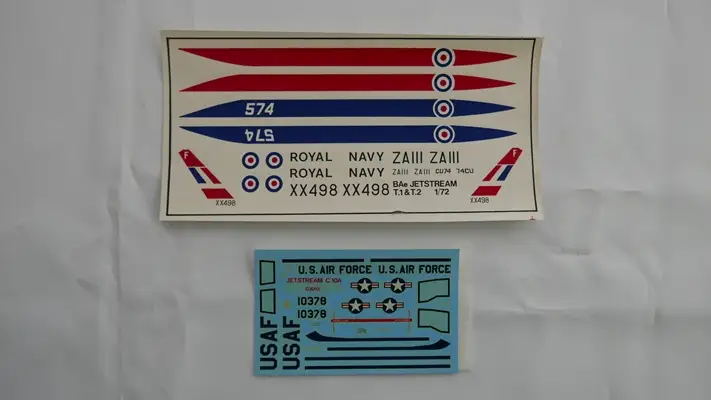 574
574
F
F
ROYAL NAVY ZA111 ZA111
ROYAL NAVY ZA111 ZA111 CU74
XX498 XX498 BAe JETSTREAM
T.1 & T.2 1/72
XX498
XX498
U.S. AIR FORCE U.S. AIR FORCE
JETSTREAM C.10A
10378
10378
USAF
USAF